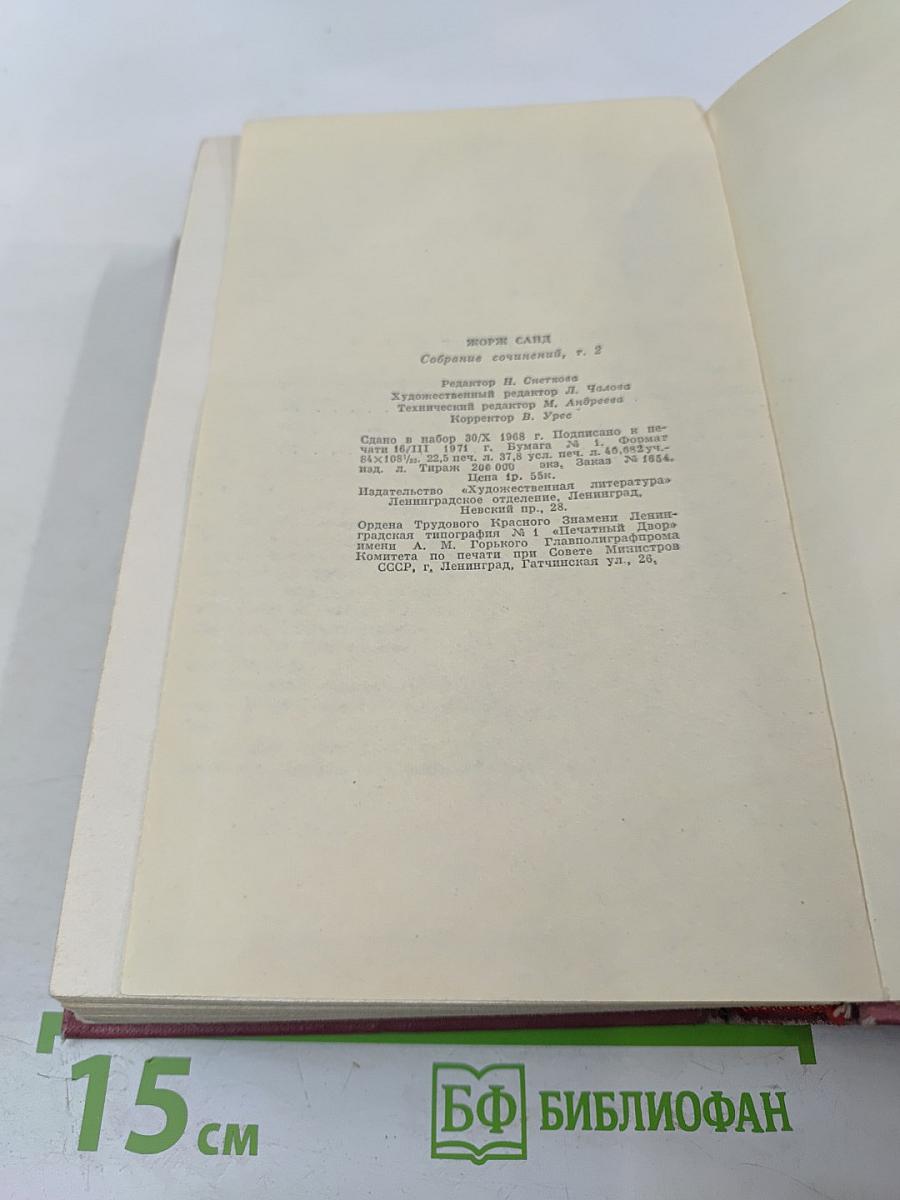 ЖОРЖ САНД
Собрание сочинений, т. 2
Редактор Н. Снеткова
Художественный редактор Л. Чалова
Технический редактор М. Андреева
Корректор В. Урес
Сдано в набор 30/X 1968 г. Подписано к пе-
чати 16/III 1971 г. Бумага № 1. Формат
84×108¹/₃₂. 22,5 печ. л. 37,8 усл. печ. л. 40,682 уч.-
изд. л. Тираж 200 000 экз. Заказ № 1654.
Цена 1р. 55к.
Издательство «Художественная литература»
Ленинградское отделение, Ленинград,
Невский пр., 28.
Ордена Трудового Красного Знамени Ленин-
градская типография № 1 «Печатный Двор»
имени А. М. Горького Главполиграфпрома
Комитета по печати при Совете Министров
СССР, г. Ленинград, Гатчинская ул., 26.
15 см
БФ БИБЛИОФАН